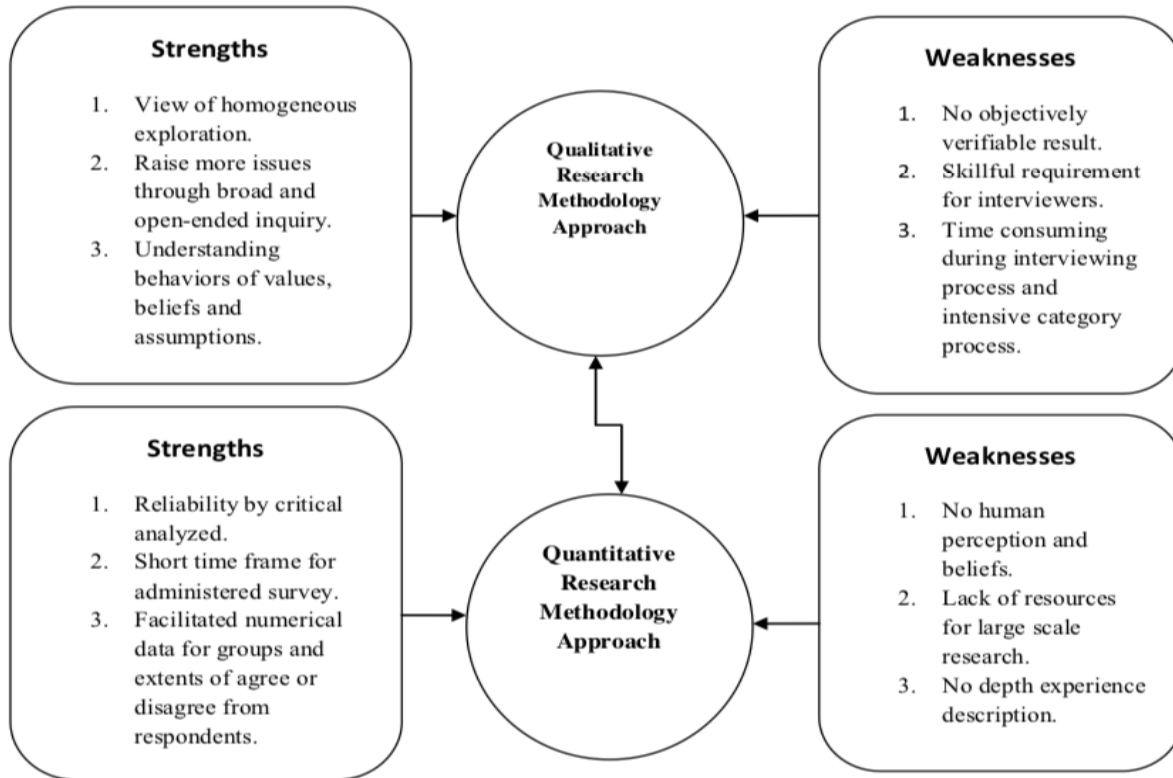 Strengths
1. View of homogeneous
exploration.
2. Raise more issues
through broad and
open-ended inquiry.
3. Understanding
behaviors of values,
beliefs and
assumptions.
Qualitative
Research
Methodology
Approach
Weaknesses
1. No objectively
verifiable result.
2. Skillful requirement
for interviewers.
3. Time consuming
during interviewing
process and
intensive category
process.
Strengths
1. Reliability by critical
analyzed.
2. Short time frame for
administered survey.
3. Facilitated numerical
data for groups and
extents of agree or
disagree from
respondents.
Quantitative
Research
Methodology
Approach
Weaknesses
1. No human
perception and
beliefs.
2. Lack of resources
for large scale
research.
3. No depth experience
description.